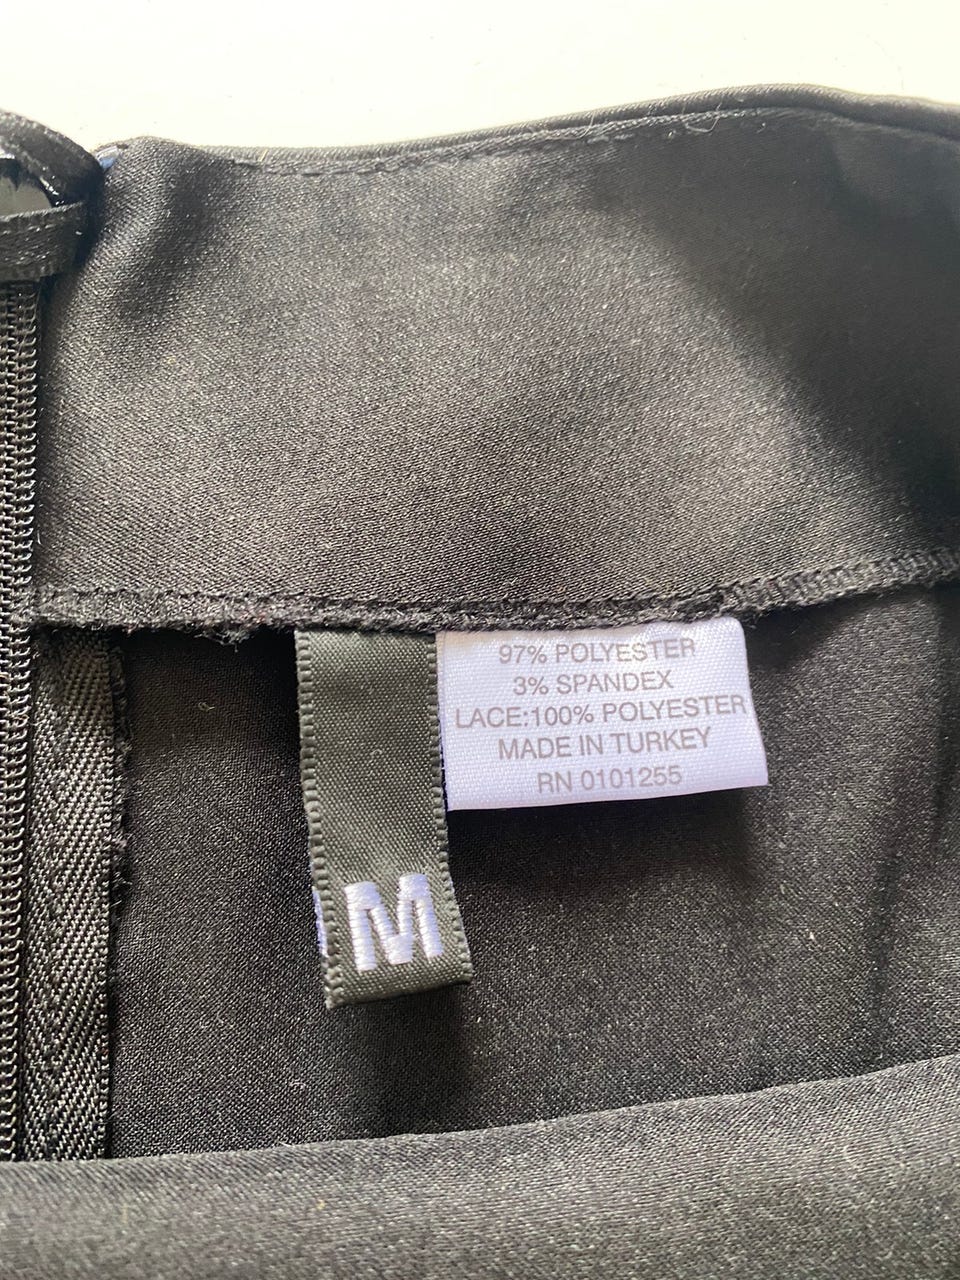 97% POLYESTER
3% SPANDEX
LACE:100% POLYESTER
MADE IN TURKEY
RN 0101255
M